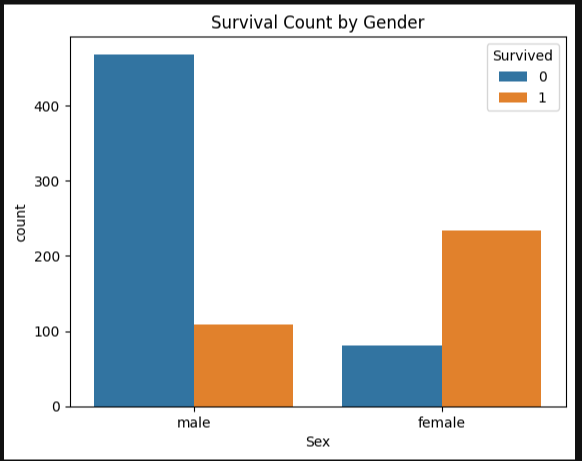 Survival Count by Gender
Survived
0
1
400
300
200
100
0
count
male
female
Sex